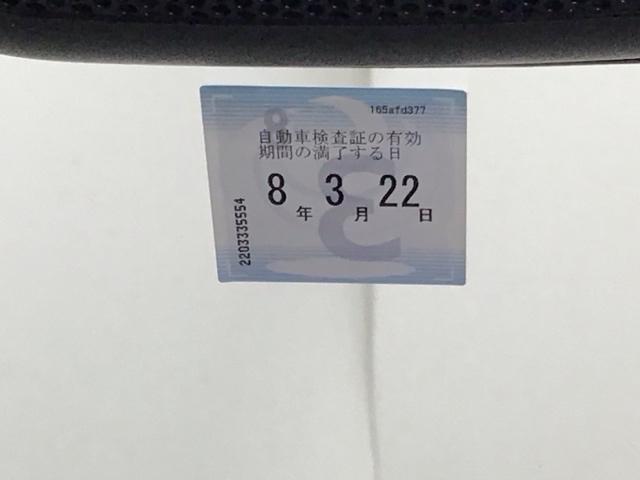 165afd377
自動車検査証の有効
期間の満了する日
8年 3月 22日
2203335554